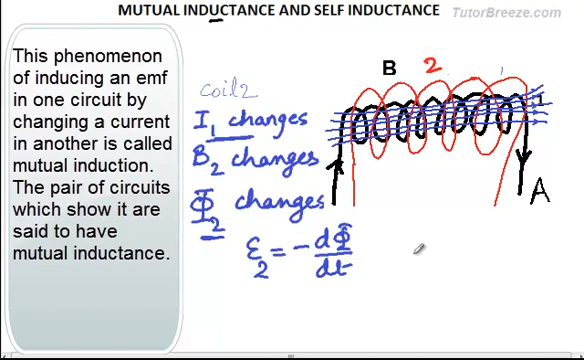 MUTUAL INDUCTANCE AND SELF INDUCTANCE
TutorBreeze.com
This phenomenon
of inducing an emf
in one circuit by
changing a current
in another is called
mutual induction.
The pair of circuits
which show it are
said to have
mutual inductance.
coil2
I₁ changes
B₂ changes
Φ₂ changes
ε₂ = - dΦ/dt
B 2
1
A